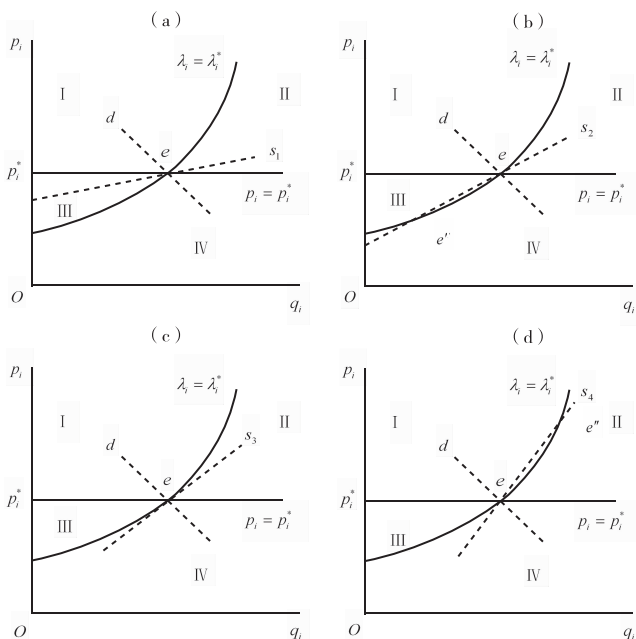 (a)
p_i
λ_i = λ_i^*
I
II
d
e
s_1
p_i^*
p_i = p_i^*
III
IV
O
q_i
(b)
p_i
λ_i = λ_i^*
I
II
d
e
s_2
p_i^*
p_i = p_i^*
III
e''
IV
O
q_i
(c)
p_i
λ_i = λ_i^*
I
II
d
e
s_3
p_i^*
p_i = p_i^*
III
IV
O
q_i
(d)
p_i
λ_i = λ_i^*
s_4
I
II
e''
d
e
p_i^*
p_i = p_i^*
III
IV
O
q_i